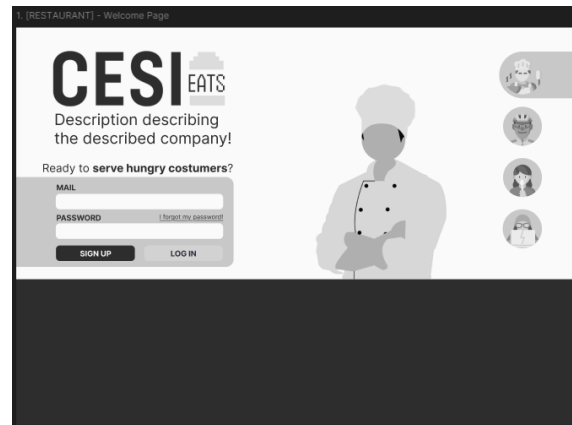 1. [RESTAURANT] - Welcome Page
CESI EATS
Description describing
the described company!
Ready to serve hungry costumers?
MAIL
PASSWORD I forgot my password!
SIGN UP LOG IN